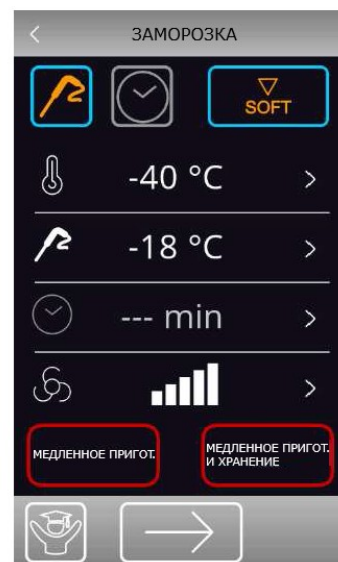 ЗАМОРОЗКА
SOFT
-40 °C
-18 °C
--- min
МЕДЛЕННОЕ ПРИГОТ.
МЕДЛЕННОЕ ПРИГОТ.
И ХРАНЕНИЕ